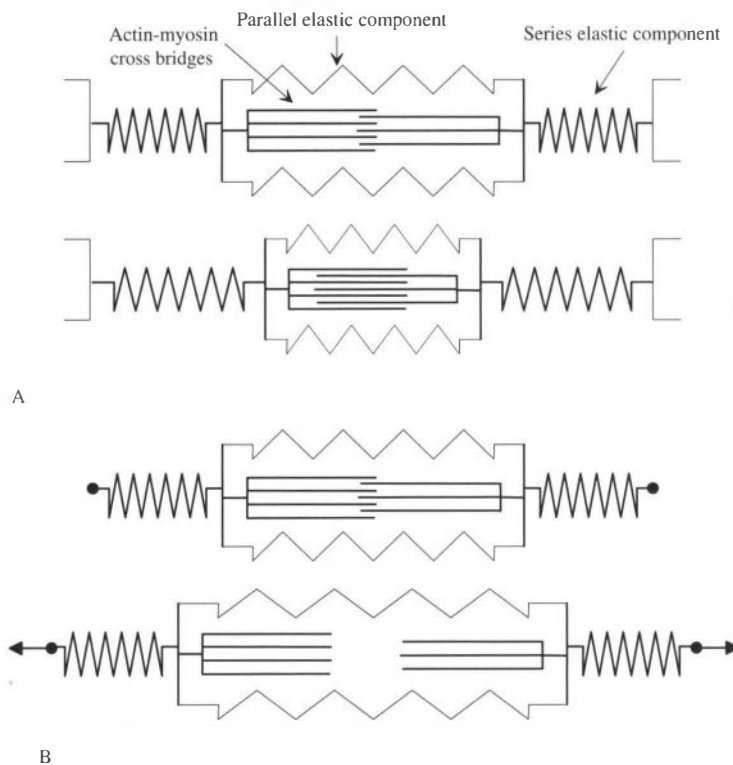 Parallel elastic component
Actin-myosin
cross bridges
Series elastic component
A
B